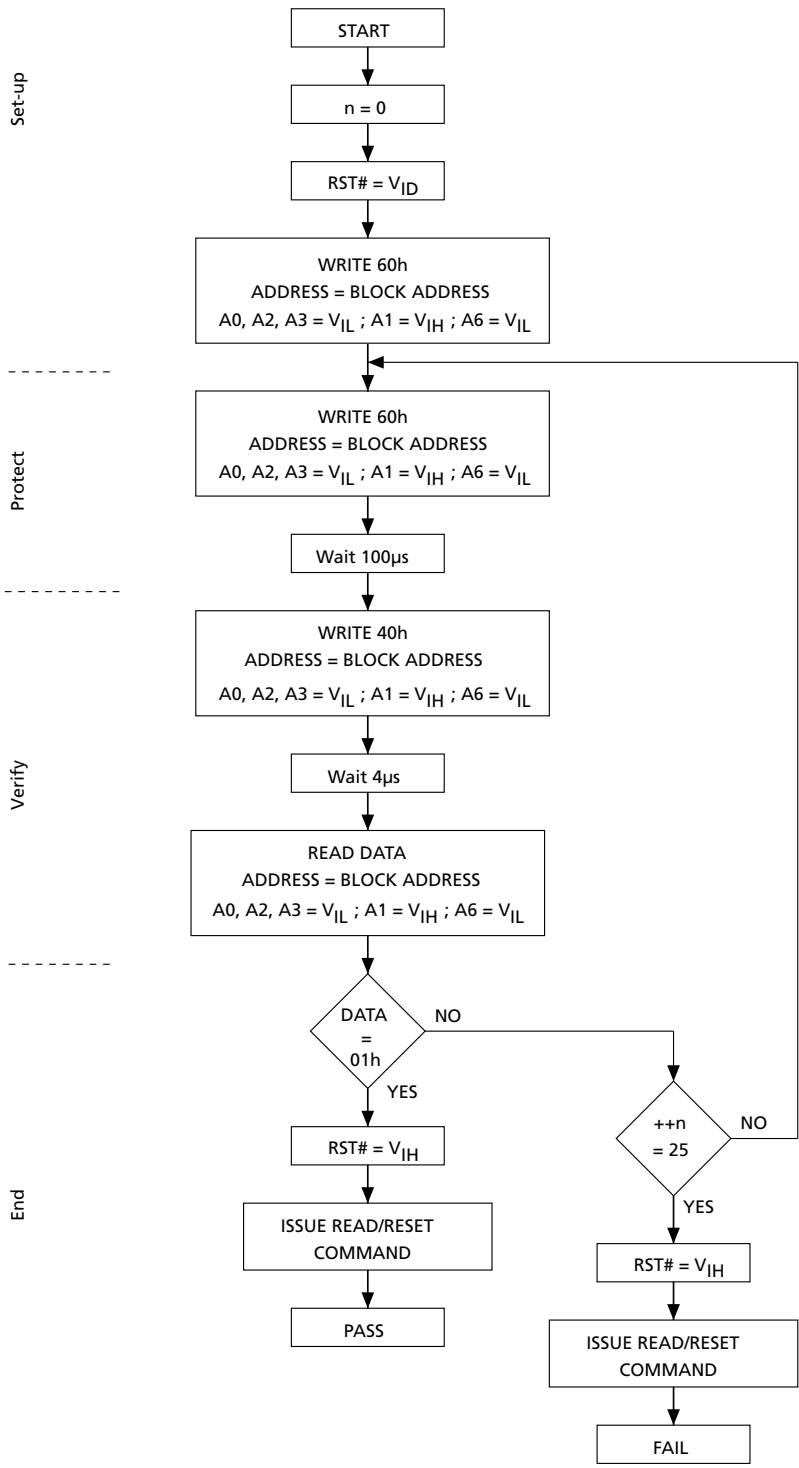 Set-up
START
n = 0
RST# = VID
WRITE 60h
ADDRESS = BLOCK ADDRESS
A0, A2, A3 = VIL ; A1 = VIH ; A6 = VIL
Protect
WRITE 60h
ADDRESS = BLOCK ADDRESS
A0, A2, A3 = VIL ; A1 = VIH ; A6 = VIL
Wait 100µs
Verify
WRITE 40h
ADDRESS = BLOCK ADDRESS
A0, A2, A3 = VIL ; A1 = VIH ; A6 = VIL
Wait 4µs
READ DATA
ADDRESS = BLOCK ADDRESS
A0, A2, A3 = VIL ; A1 = VIH ; A6 = VIL
End
DATA
=
01h
NO
YES
RST# = VIH
ISSUE READ/RESET
COMMAND
PASS
++n
= 25
NO
YES
RST# = VIH
ISSUE READ/RESET
COMMAND
FAIL